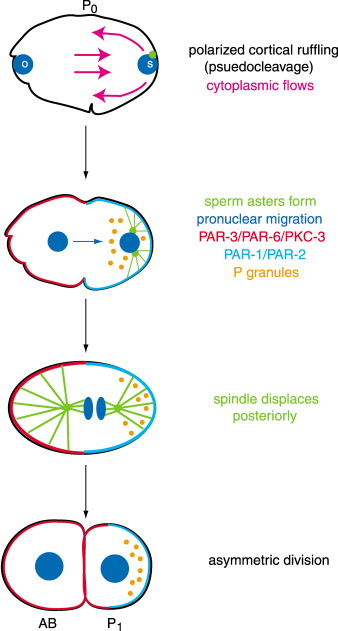 P0
o
s
polarized cortical ruffling
(psuedocleavage)
cytoplasmic flows
sperm asters form
pronuclear migration
PAR-3/PAR-6/PKC-3
PAR-1/PAR-2
P granules
spindle displaces
posteriorly
asymmetric division
AB
P1